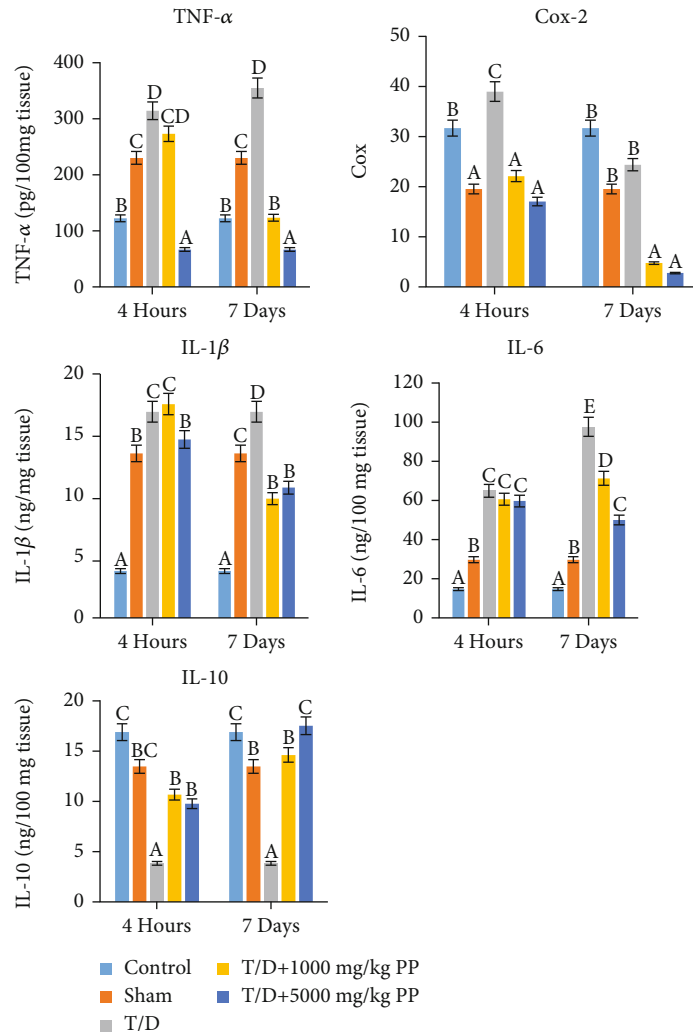 TNF-α
TNF-α (pg/100mg tissue)
400
300
200
100
0
B
C
D
CD
A
B
C
D
B
A
4 Hours
7 Days
Cox-2
Cox
50
40
30
20
10
0
B
A
C
A
A
B
B
B
A
A
4 Hours
7 Days
IL-1β
IL-1β (ng/mg tissue)
20
15
10
5
0
A
B
C
C
B
A
C
D
B
B
4 Hours
7 Days
IL-6
IL-6 (ng/100 mg tissue)
120
100
80
60
40
20
0
A
B
C
C
C
A
B
E
D
C
4 Hours
7 Days
IL-10
IL-10 (ng/100 mg tissue)
20
15
10
5
0
C
BC
A
B
B
C
B
A
B
C
4 Hours
7 Days
Control
Sham
T/D
T/D+1000 mg/kg PP
T/D+5000 mg/kg PP